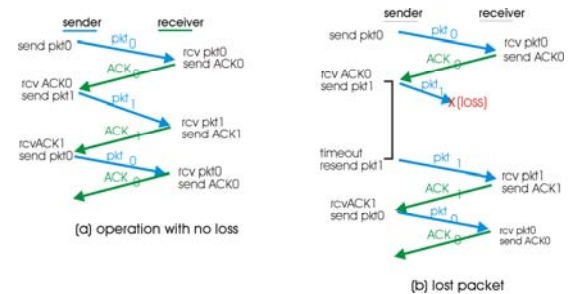 sender receiver
send pkt0
pkt0
rcv pkt0
send ACK0
ACK0
rcv ACK0
send pkt1
pkt1
rcv pkt1
send ACK1
ACK1
rcvACK1
send pkt0
pkt0
rcv pkt0
send ACK0
ACK0
(a) operation with no loss
sender receiver
send pkt0
pkt0
rcv pkt0
send ACK0
ACK0
rcv ACK0
send pkt1
pkt1
X(loss)
timeout
resend pkt1
pkt1
rcv pkt1
send ACK1
ACK1
rcvACK1
send pkt0
pkt0
rcv pkt0
send ACK0
ACK0
(b) lost packet